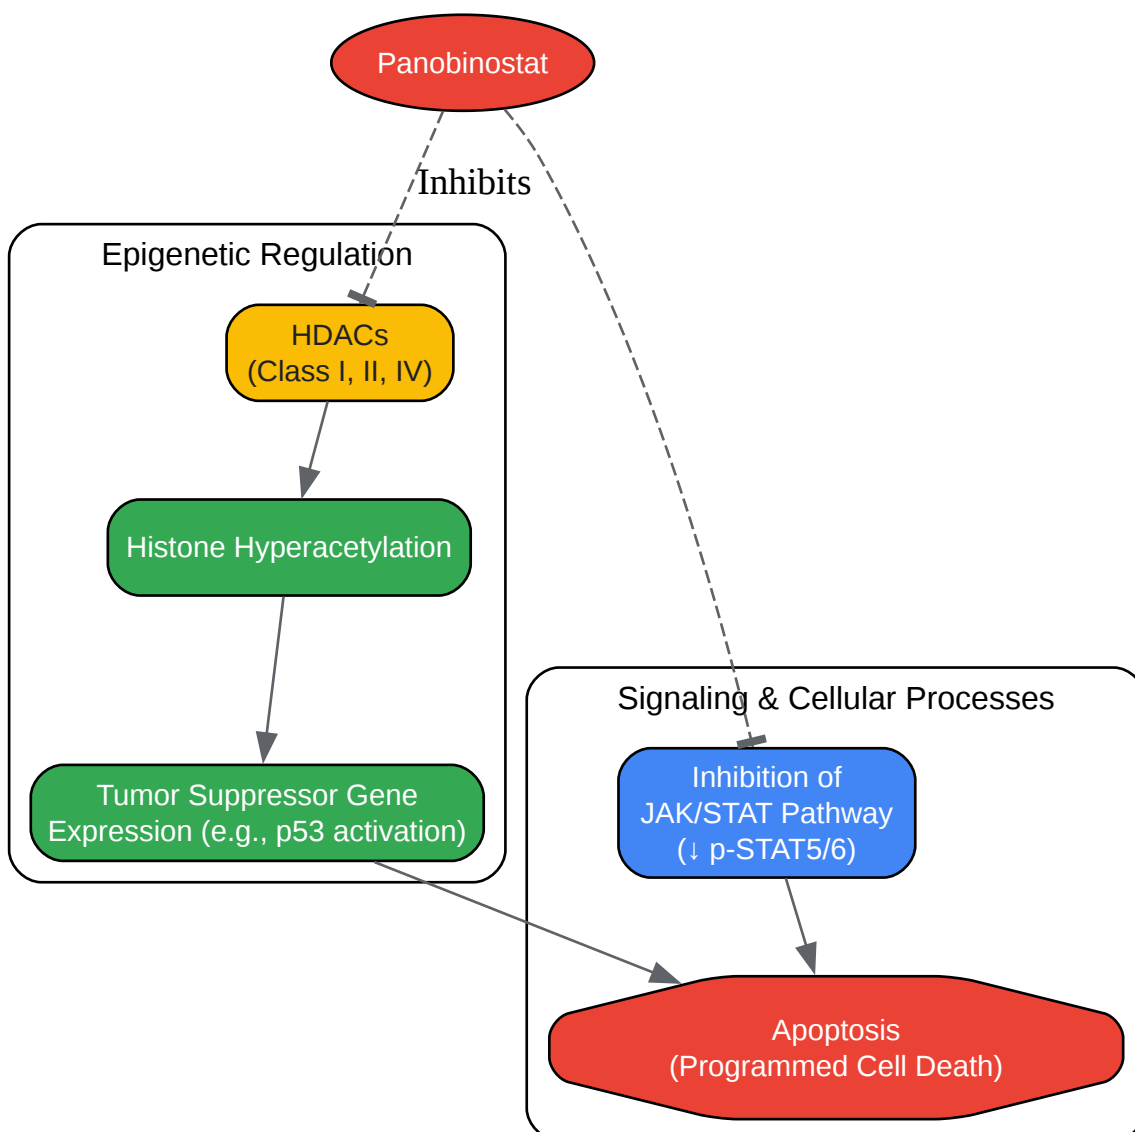 Panobinostat
Inhibits
Epigenetic Regulation
HDACs
(Class I, II, IV)
Histone Hyperacetylation
Tumor Suppressor Gene
Expression (e.g., p53 activation)
Signaling & Cellular Processes
Inhibition of
JAK/STAT Pathway
(↓ p-STAT5/6)
Apoptosis
(Programmed Cell Death)